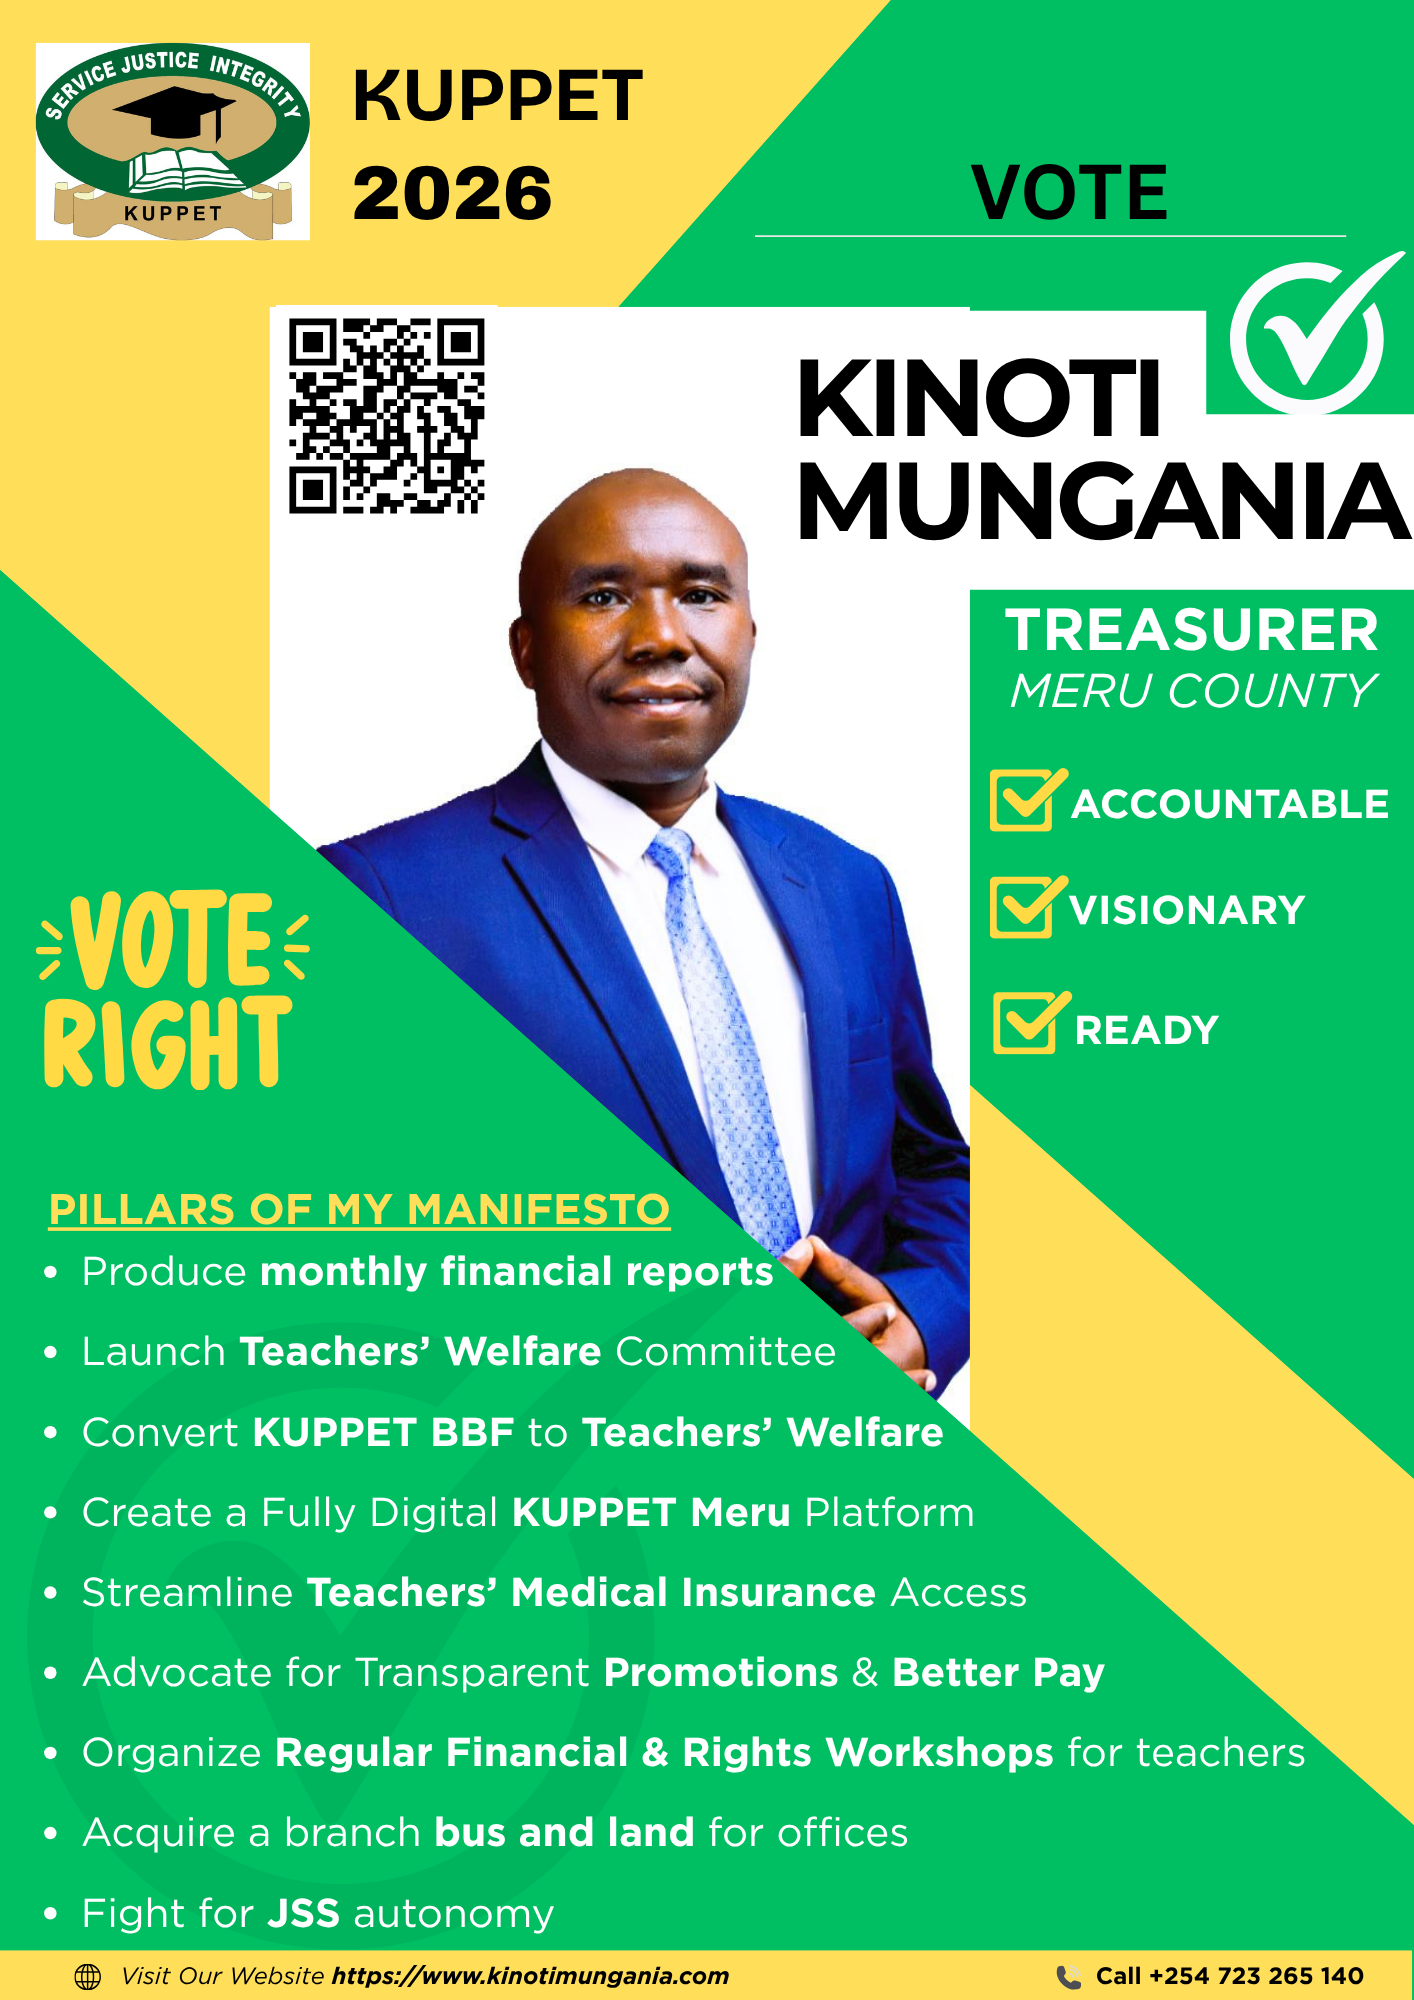 SERVICE JUSTICE INTEGRITY
KUPPET
KUPPET
2026
VOTE
KINOTI
MUNGANIA
TREASURER
MERU COUNTY
ACCOUNTABLE
VISIONARY
READY
VOTE
RIGHT
PILLARS OF MY MANIFESTO
• Produce monthly financial reports
• Launch Teachers’ Welfare Committee
• Convert KUPPET BBF to Teachers’ Welfare
• Create a Fully Digital KUPPET Meru Platform
• Streamline Teachers’ Medical Insurance Access
• Advocate for Transparent Promotions & Better Pay
• Organize Regular Financial & Rights Workshops for teachers
• Acquire a branch bus and land for offices
• Fight for JSS autonomy
Visit Our Website https://www.kinotimungania.com
Call +254 723 265 140